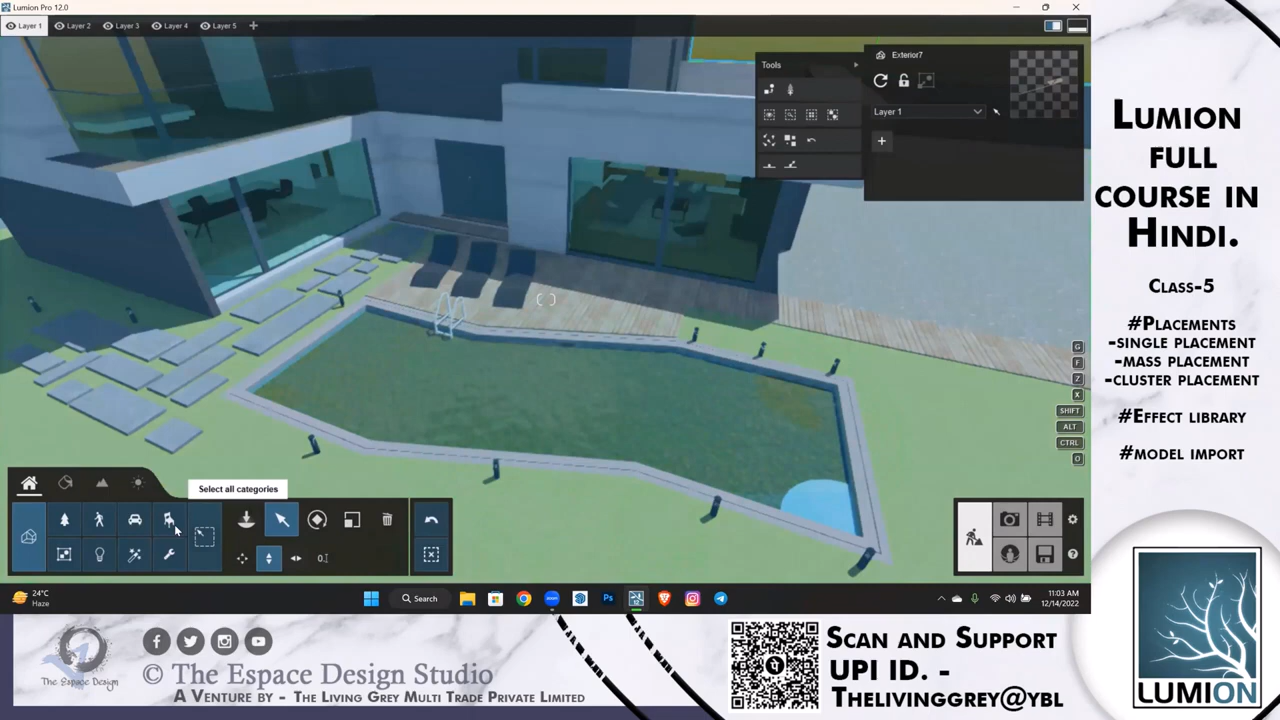 Lumion Pro 12.0
Layer 1
Layer 2
Layer 3
Layer 4
Layer 5
Tools
Exterior7
Layer 1
G
F
Z
X
SHIFT
ALT
CTRL
O
Select all categories
24°C
Haze
Search
zoom
Ps
11:03 AM
12/14/2022
LUMION
FULL
COURSE IN
HINDI.
CLASS-5
#PLACEMENTS
-SINGLE PLACEMENT
-MASS PLACEMENT
-CLUSTER PLACEMENT
#EFFECT LIBRARY
#MODEL IMPORT
The Espace Design
© The Espace Design Studio
A VENTURE BY - THE LIVING GREY MULTI TRADE PRIVATE LIMITED
SCAN AND SUPPORT
UPI ID. -
THELIVINGGREY@YBL
LUMION